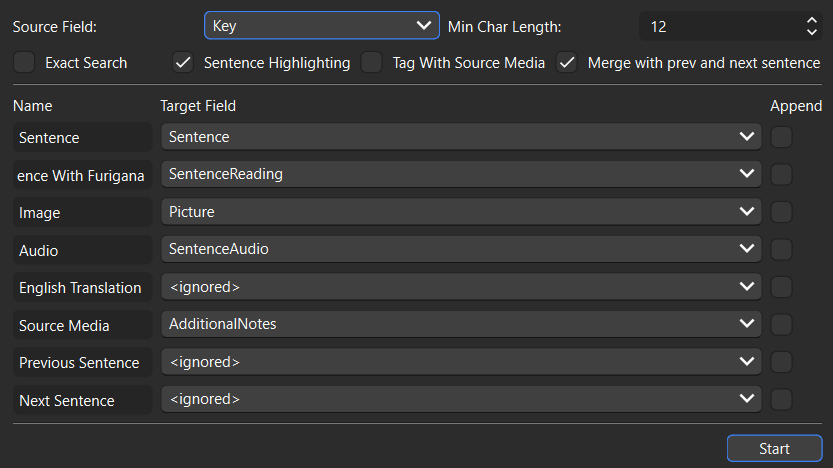 Source Field: Key Min Char Length: 12
Exact Search Sentence Highlighting Tag With Source Media Merge with prev and next sentence
Name Target Field Append
Sentence Sentence
ence With Furigana SentenceReading
Image Picture
Audio SentenceAudio
English Translation <ignored>
Source Media AdditionalNotes
Previous Sentence <ignored>
Next Sentence <ignored>
Start